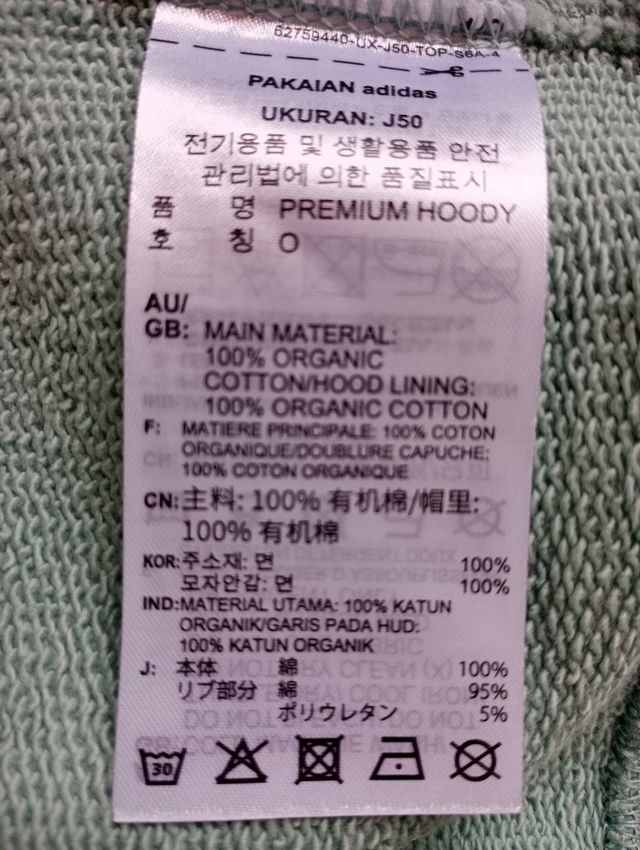 62759440-UX-J50-TOP-S6A-4
PAKAIAN adidas
UKURAN: J50
전기용품 및 생활용품 안전
관리법에 의한 품질표시
품 명 PREMIUM HOODY
호 칭 O
AU/
GB: MAIN MATERIAL:
100% ORGANIC
COTTON/HOOD LINING:
100% ORGANIC COTTON
F: MATIERE PRINCIPALE: 100% COTON
ORGANIQUE/DOUBLURE CAPUCHE:
100% COTON ORGANIQUE
CN: 主料: 100% 有机棉/帽里:
100% 有机棉
KOR: 주소재: 면 100%
모자안감: 면 100%
IND: MATERIAL UTAMA: 100% KATUN
ORGANIK/GARIS PADA HUD:
100% KATUN ORGANIK
J: 本体 綿 100%
リブ部分 綿 95%
ポリウレタン 5%
30